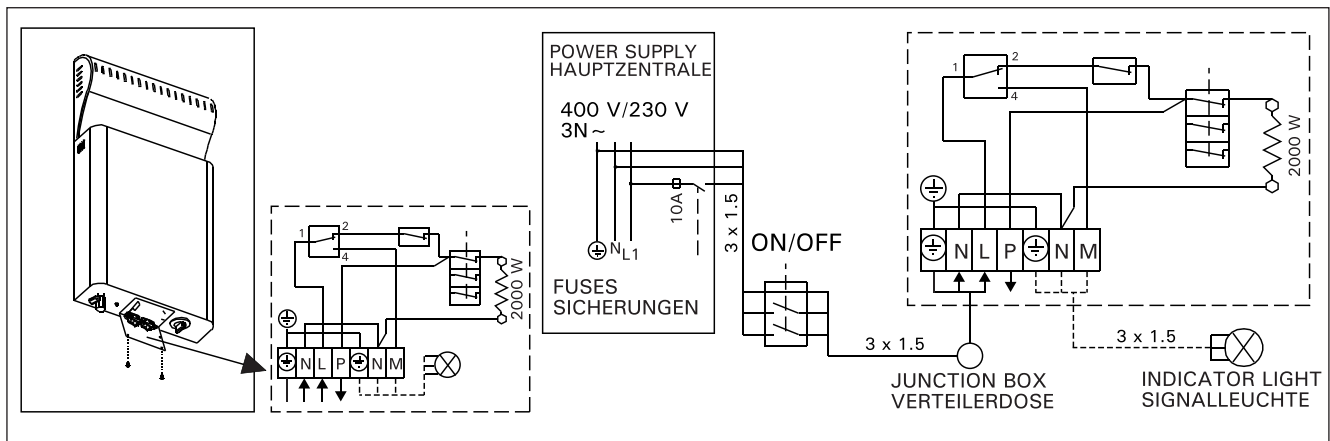 1
2
4
2000 W
N L P N M
POWER SUPPLY
HAUPTZENTRALE
400 V/230 V
3N~
10A
N L1
FUSES
SICHERUNGEN
3 x 1.5
ON/OFF
1
2
4
2000 W
N L P N M
3 x 1.5
JUNCTION BOX
VERTEILERDOSE
3 x 1.5
INDICATOR LIGHT
SIGNALLEUCHTE